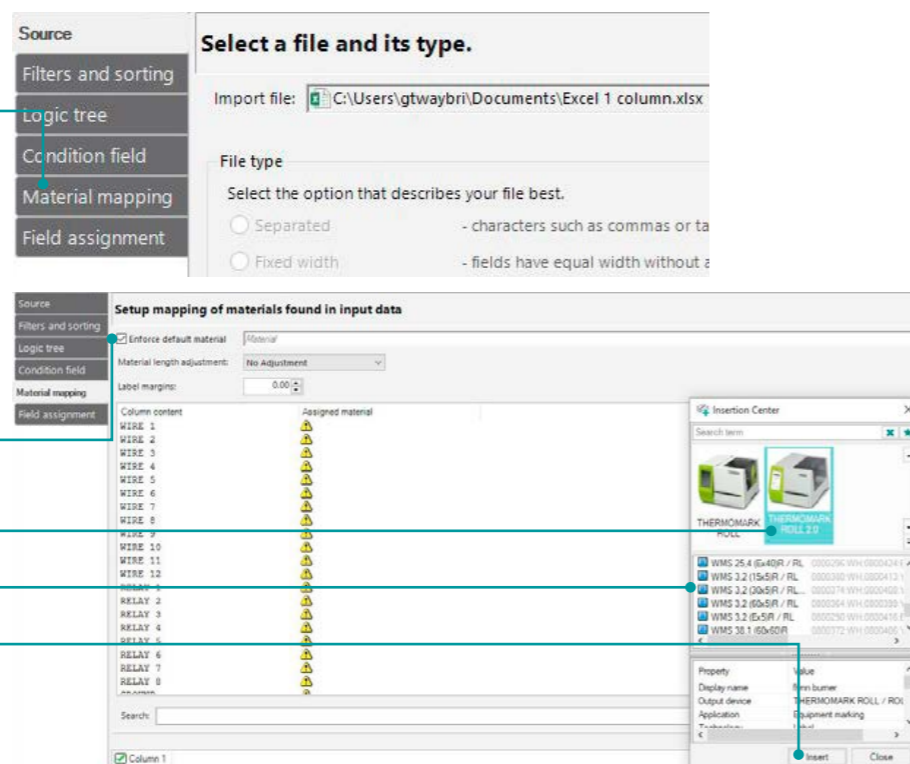 Source
Filters and sorting
Logic tree
Condition field
Material mapping
Field assignment
Select a file and its type.
Import file: C:\Users\gtwaybri\Documents\Excel 1 column.xlsx
File type
Select the option that describes your file best.
Separated - characters such as commas or ta
Fixed width - fields have equal width without a
Source
Filters and sorting
Logic tree
Condition field
Material mapping
Field assignment
Setup mapping of materials found in input data
Enforce default material Material
Material length adjustment: No Adjustment
Label margins: 0.00
Column content Assigned material
WIRE 1
WIRE 2
WIRE 3
WIRE 4
WIRE 5
WIRE 6
WIRE 7
WIRE 8
WIRE 9
WIRE 10
WIRE 11
WIRE 12
RELAY 1
RELAY 2
RELAY 3
RELAY 4
RELAY 5
RELAY 6
RELAY 7
RELAY 8
Search:
Column 1
Insertion Center
Search term
THERMOMARK ROLL
THERMOMARK ROLL 2.0
WMS 25,4 (Ex40)R / RL
WMS 3.2 (15x5)R / RL
WMS 3.2 (30x5)R / RL...
WMS 3.2 (60x5)R / RL
WMS 3.2 (Ex5)R / RL
WMS 38.1 (60x60)R
Property Value
Display name
Output device THERMOMARK ROLL / ROL
Application Equipment marking
Insert Close